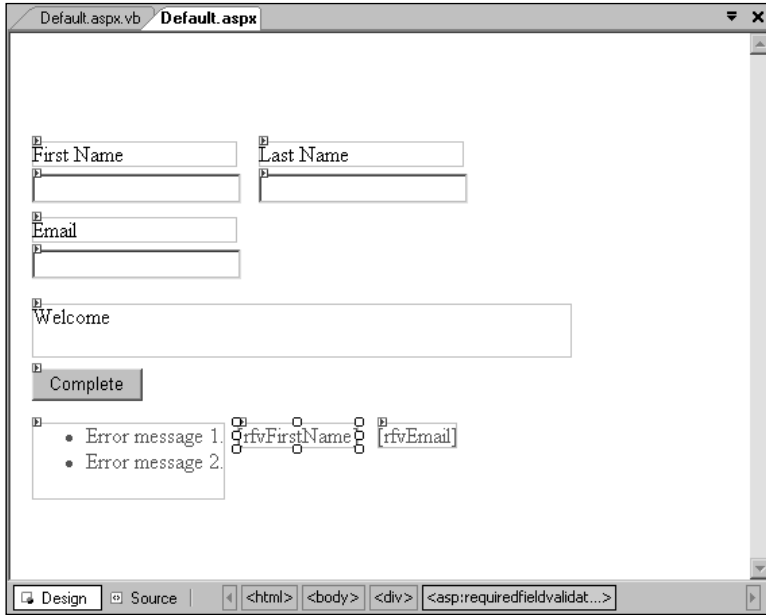 Default.aspx.vb Default.aspx
First Name Last Name
Email
Welcome
Complete
Error message 1. [rfvFirstName] [rfvEmail]
Error message 2.
Design Source <html> <body> <div> <asp:requiredfieldvalidat...>